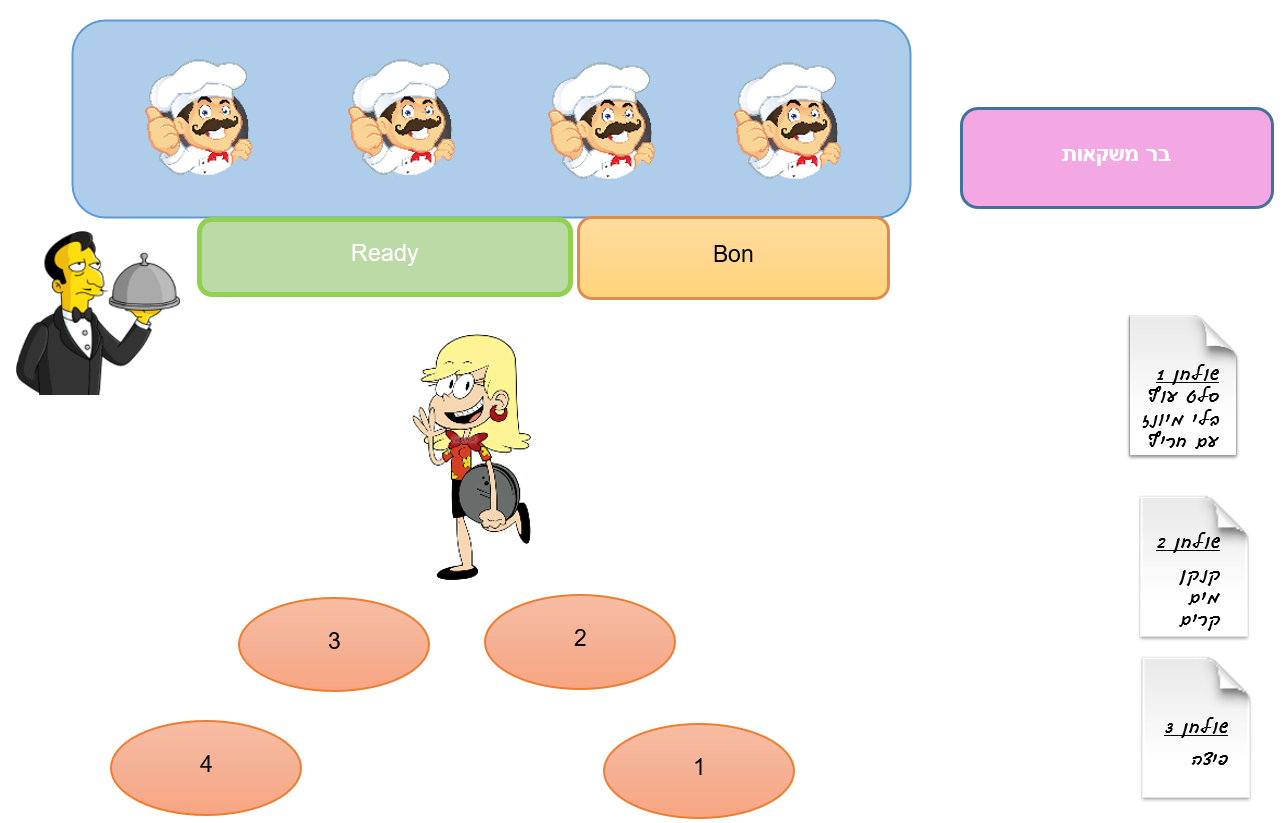 בר משקאות
Ready
Bon
שולחן 1
סלט עוף
בלי מיונז
עם חריף
שולחן 2
קנקן
מים
קרים
3
2
שולחן 3
פיצה
4
1